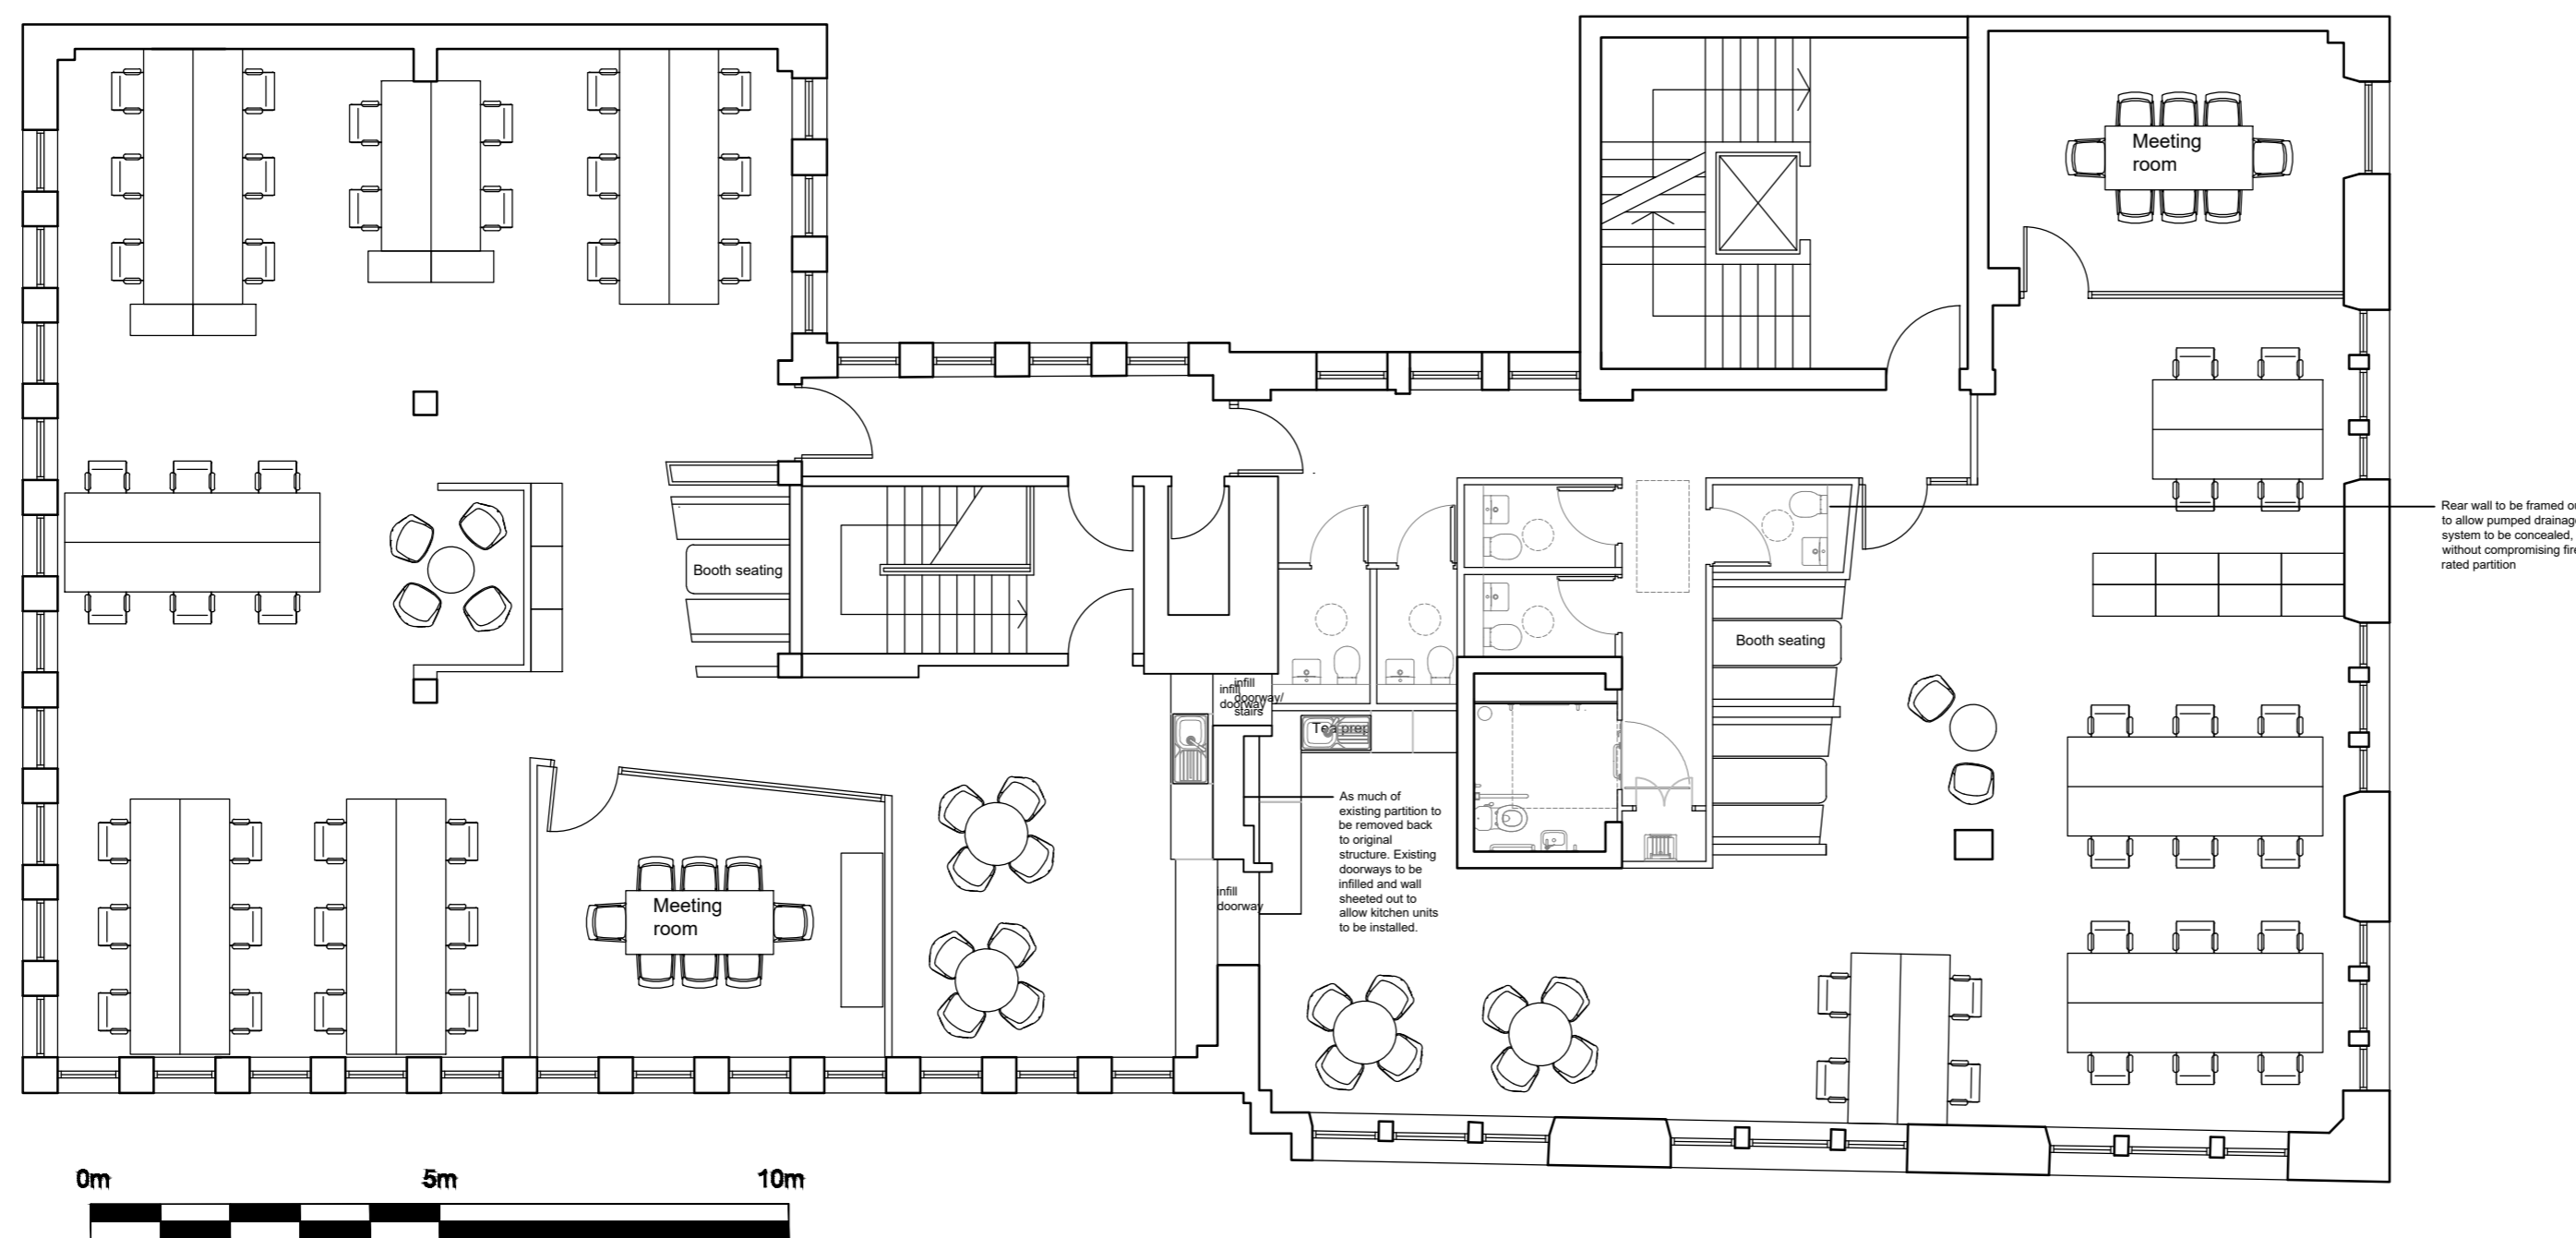 Meeting
room
Rear wall to be framed ou
to allow pumped drainage
system to be concealed,
without compromising fire
rated partition
Booth seating
Booth seating
infill
doorway
infill
doorway/
stairs
Tea prep
As much of
existing partition to
be removed back
to original
structure. Existing
doorways to be
infilled and wall
sheeted out to
allow kitchen units
to be installed.
infill
doorway
Meeting
room
0m 5m 10m